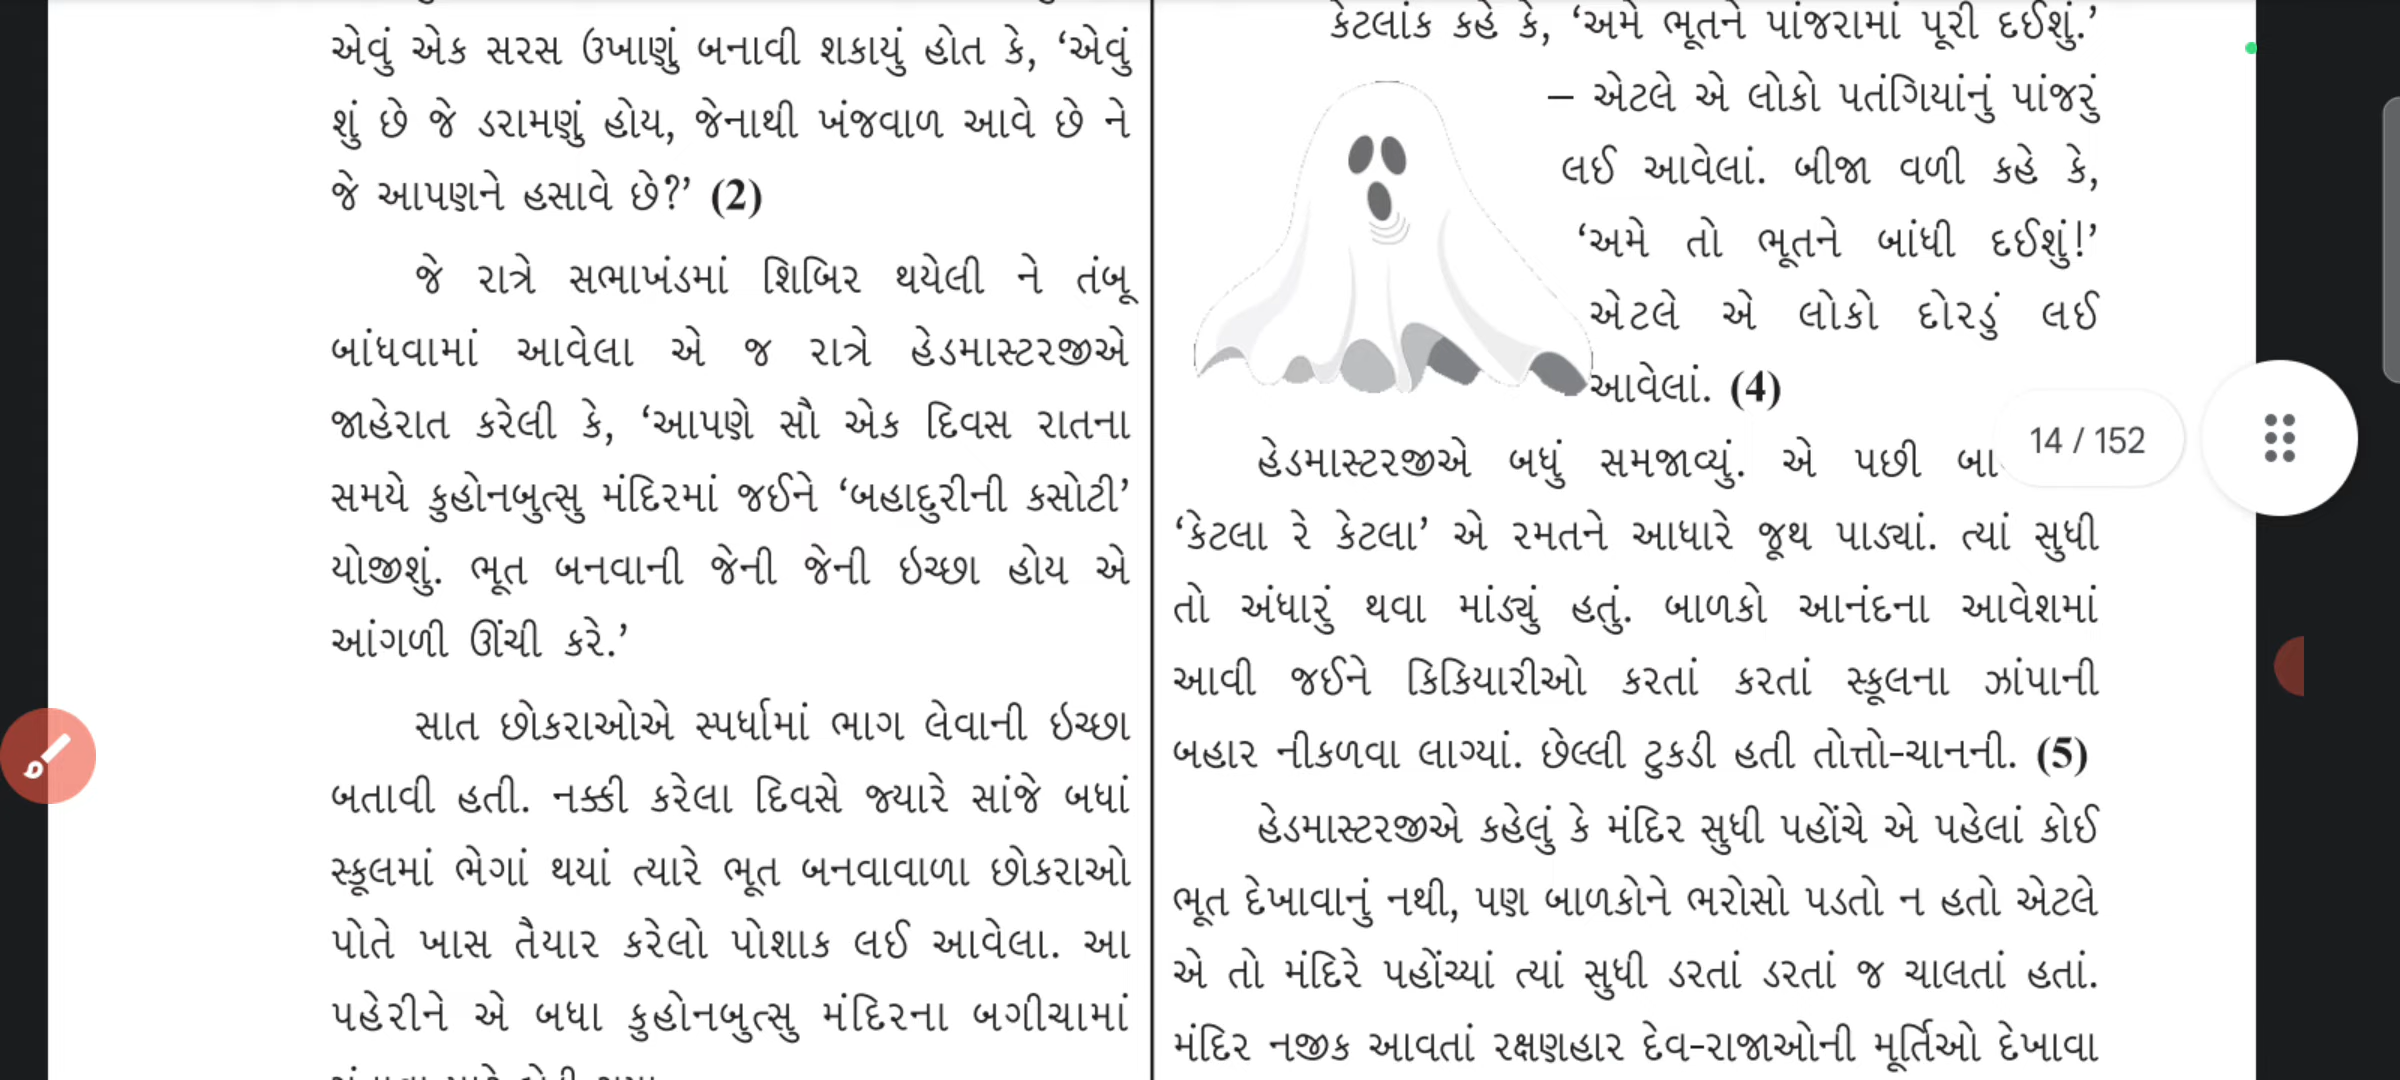 એવું એક સરસ ઉખાણું બનાવી શકાયું હોત કે, ‘એવું
શું છે જે ડરામણું હોય, જેનાથી ખંજવાળ આવે છે ને
જે આપણને હસાવે છે?’ (2)
જે રાત્રે સભાખંડમાં શિબિર થયેલી ને તંબૂ
બાંધવામાં આવેલા એ જ રાત્રે હેડમાસ્ટરજીએ
જાહેરાત કરેલી કે, ‘આપણે સૌ એક દિવસ રાતના
સમયે કુહોનબુત્સુ મંદિરમાં જઈને ‘બહાદુરીની કસોટી’
યોજીશું. ભૂત બનવાની જેની જેની ઇચ્છા હોય એ
આંગળી ઊંચી કરે.’
સાત છોકરાઓએ સ્પર્ધામાં ભાગ લેવાની ઇચ્છા
બતાવી હતી. નક્કી કરેલા દિવસે જ્યારે સાંજે બધાં
સ્કૂલમાં ભેગાં થયાં ત્યારે ભૂત બનવાવાળા છોકરાઓ
પોતે ખાસ તૈયાર કરેલો પોશાક લઈ આવેલા. આ
પહેરીને એ બધા કુહોનબુત્સુ મંદિરના બગીચામાં
કેટલાંક કહે કે, ‘અમે ભૂતને પાંજરામાં પૂરી દઈશું.’
– એટલે એ લોકો પતંગિયાંનું પાંજરું
લઈ આવેલાં. બીજા વળી કહે કે,
‘અમે તો ભૂતને બાંધી દઈશું!’
એટલે એ લોકો દોરડું લઈ
આવેલાં. (4)
હેડમાસ્ટરજીએ બધું સમજાવ્યું. એ પછી
‘કેટલા રે કેટલા’ એ રમતને આધારે જૂથ પાડ્યાં. ત્યાં સુધી
તો અંધારું થવા માંડ્યું હતું. બાળકો આનંદના આવેશમાં
આવી જઈને કિકિયારીઓ કરતાં કરતાં સ્કૂલના ઝાંપાની
બહાર નીકળવા લાગ્યાં. છેલ્લી ટુકડી હતી તોત્તો-ચાનની. (5)
હેડમાસ્ટરજીએ કહેલું કે મંદિર સુધી પહોંચે એ પહેલાં કોઈ
ભૂત દેખાવાનું નથી, પણ બાળકોને ભરોસો પડતો ન હતો એટલે
એ તો મંદિરે પહોંચ્યાં ત્યાં સુધી ડરતાં ડરતાં જ ચાલતાં હતાં.
મંદિર નજીક આવતાં રક્ષણહાર દેવ-રાજાઓની મૂર્તિઓ દેખાવા
14 / 152